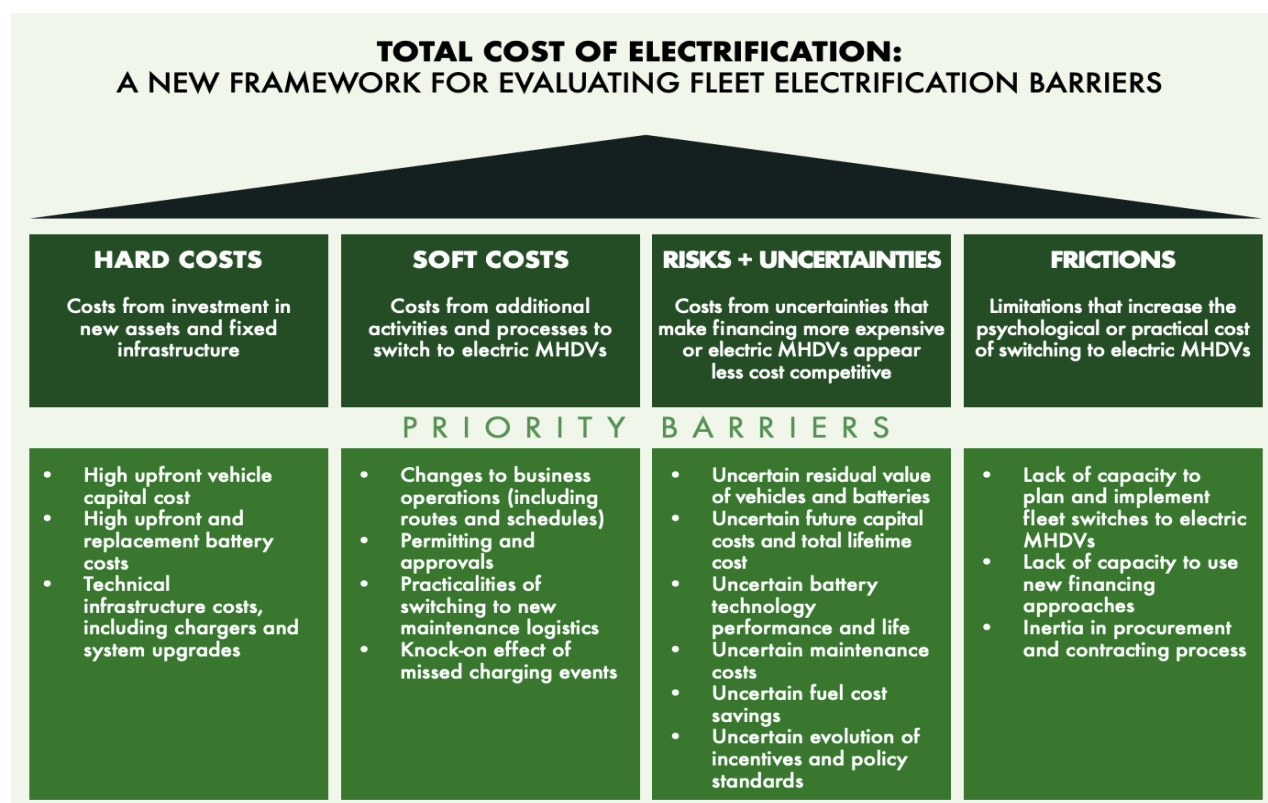 TOTAL COST OF ELECTRIFICATION:
A NEW FRAMEWORK FOR EVALUATING FLEET ELECTRIFICATION BARRIERS
HARD COSTS
Costs from investment in
new assets and fixed
infrastructure
SOFT COSTS
Costs from additional
activities and processes to
switch to electric MHDVs
RISKS + UNCERTAINTIES
Costs from uncertainties that
make financing more expensive
or electric MHDVs appear
less cost competitive
FRICTIONS
Limitations that increase the
psychological or practical cost
of switching to electric MHDVs
PRIORITY BARRIERS
• High upfront vehicle
capital cost
• High upfront and
replacement battery
costs
• Technical
infrastructure costs,
including chargers and
system upgrades
• Changes to business
operations (including
routes and schedules)
• Permitting and
approvals
• Practicalities of
switching to new
maintenance logistics
• Knock-on effect of
missed charging events
• Uncertain residual value
of vehicles and batteries
• Uncertain future capital
costs and total lifetime
cost
• Uncertain battery
technology
performance and life
• Uncertain maintenance
costs
• Uncertain fuel cost
savings
• Uncertain evolution of
incentives and policy
standards
• Lack of capacity to
plan and implement
fleet switches to electric
MHDVs
• Lack of capacity to use
new financing
approaches
• Inertia in procurement
and contracting process